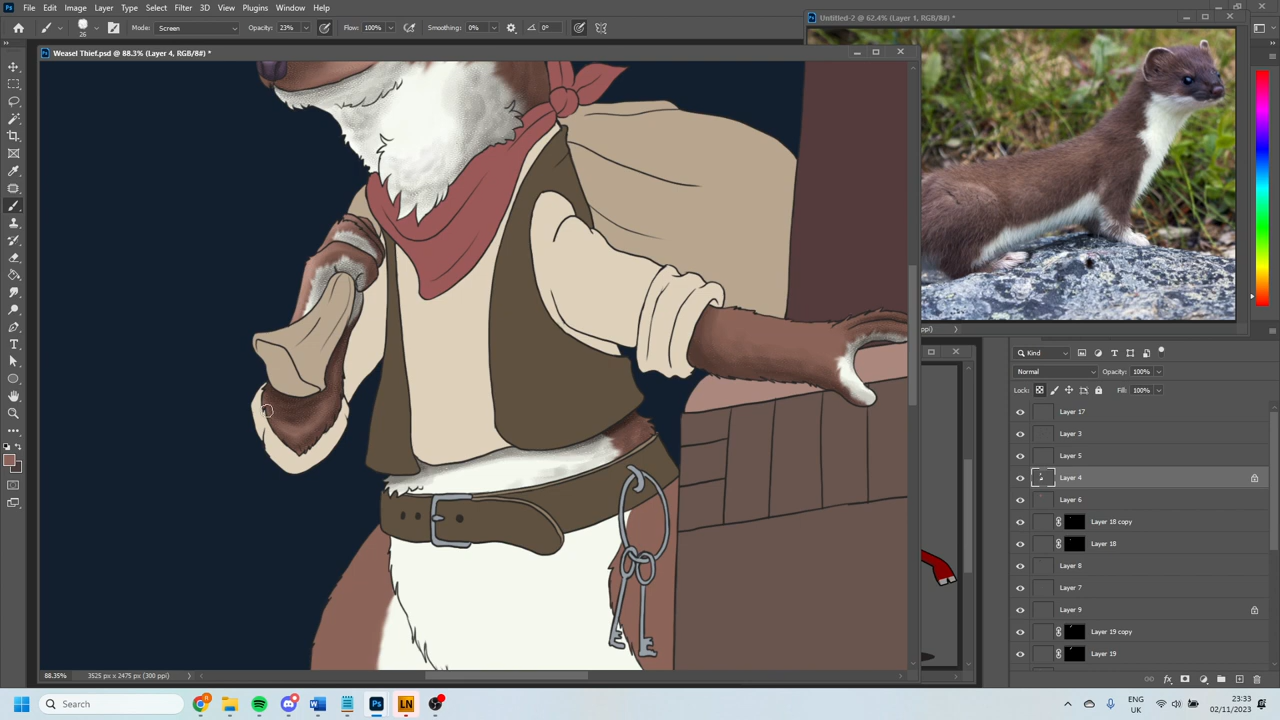 File Edit Image Layer Type Select Filter 3D View Plugins Window Help
26 Mode: Screen Opacity: 23% Flow: 100% Smoothing: 0% 0°
Untitled-2 @ 62.4% (Layer 1, RGB/8#) *
Weasel Thief.psd @ 88.3% (Layer 4, RGB/8#) *
ppi)
Kind
Normal Opacity: 100%
Lock: Fill: 100%
Layer 17
Layer 3
Layer 5
Layer 4
Layer 6
Layer 18 copy
Layer 18
Layer 8
Layer 7
Layer 9
Layer 19 copy
Layer 19
88.35% 3525 px x 2475 px (300 ppi)
Search
ENG
UK
23:33
02/11/2023